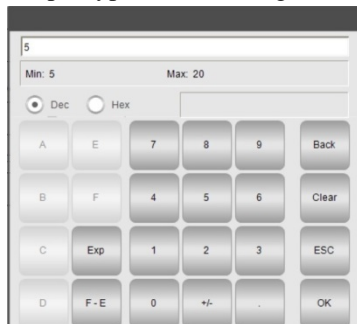 5
Min: 5 Max: 20
Dec Hex
A E 7 8 9 Back
B F 4 5 6 Clear
C Exp 1 2 3 ESC
D F - E 0 +/- . OK